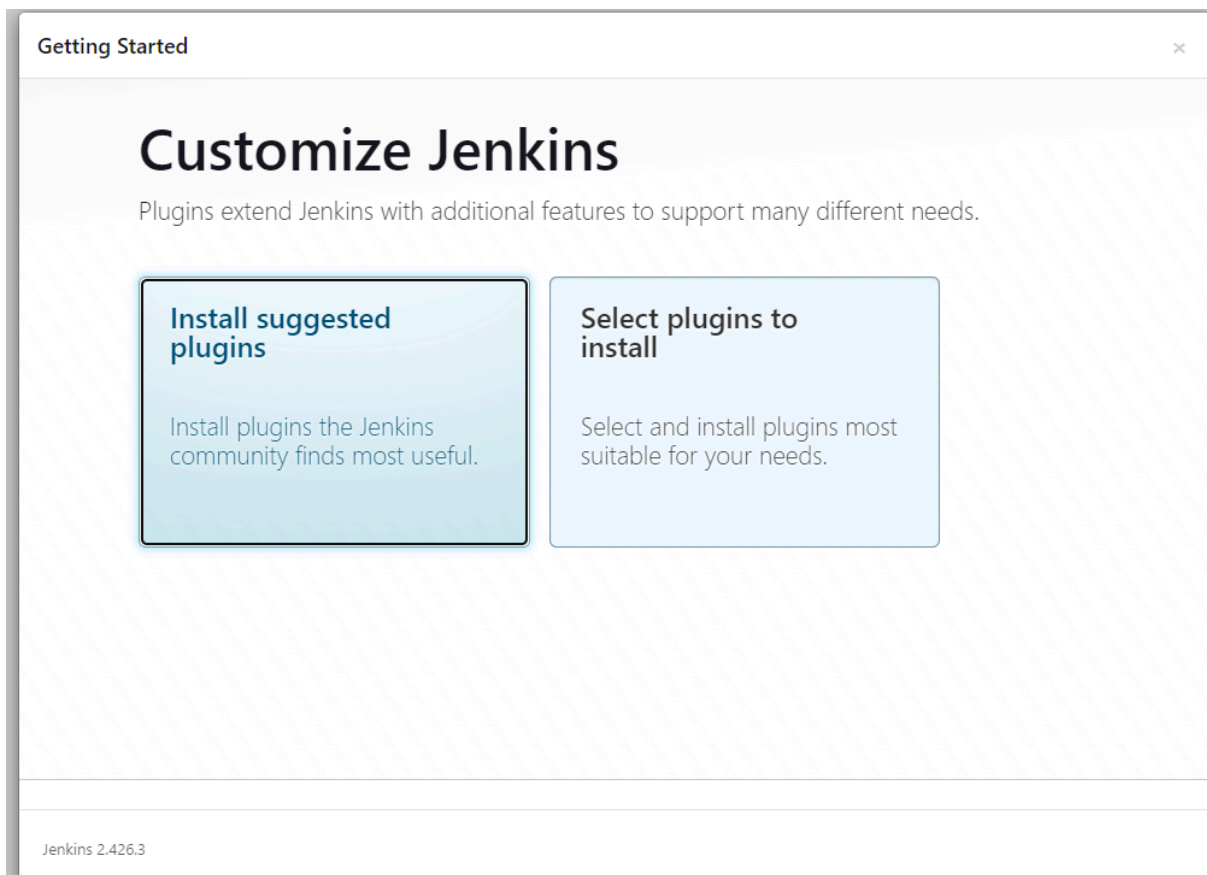 Getting Started
×
Customize Jenkins
Plugins extend Jenkins with additional features to support many different needs.
Install suggested
plugins
Install plugins the Jenkins
community finds most useful.
Select plugins to
install
Select and install plugins most
suitable for your needs.
Jenkins 2.426.3